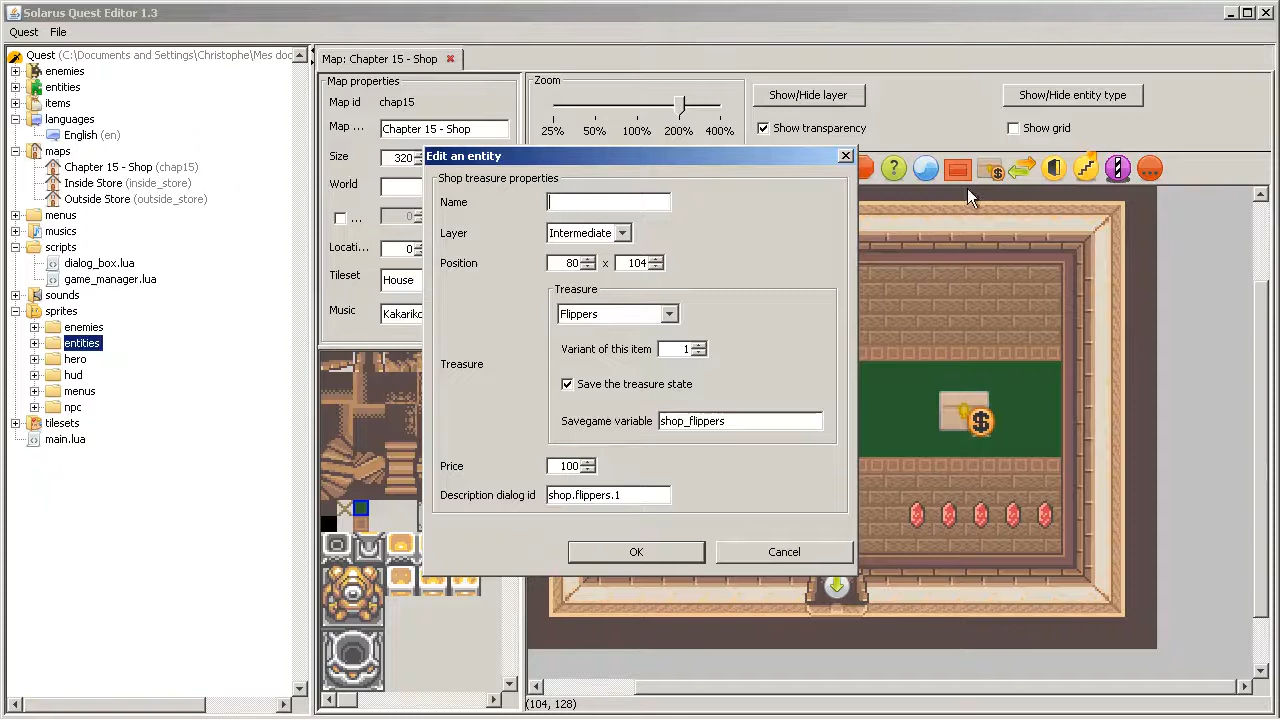 Solarus Quest Editor 1.3
Quest File
Quest (C:\Documents and Settings\Christophe\Mes doc
enemies
entities
items
languages
English (en)
maps
Chapter 15 - Shop (chap15)
Inside Store (inside_store)
Outside Store (outside_store)
menus
musics
scripts
dialog_box.lua
game_manager.lua
sounds
sprites
enemies
entities
hero
hud
menus
npc
tilesets
main.lua
Map: Chapter 15 - Shop
Map properties
Map id chap15
Map ... Chapter 15 - Shop
Size 320
World
... 0
Locati... 0
Tileset House
Music Kakarik
Zoom
25% 50% 100% 200% 400%
Show/Hide layer
Show transparency
Show/Hide entity type
Show grid
Edit an entity
Shop treasure properties
Name
Layer Intermediate
Position 80 x 104
Treasure
Treasure
Flippers
Variant of this item 1
Save the treasure state
Savegame variable shop_flippers
Price 100
Description dialog id shop.flippers.1
OK Cancel
(104, 128)